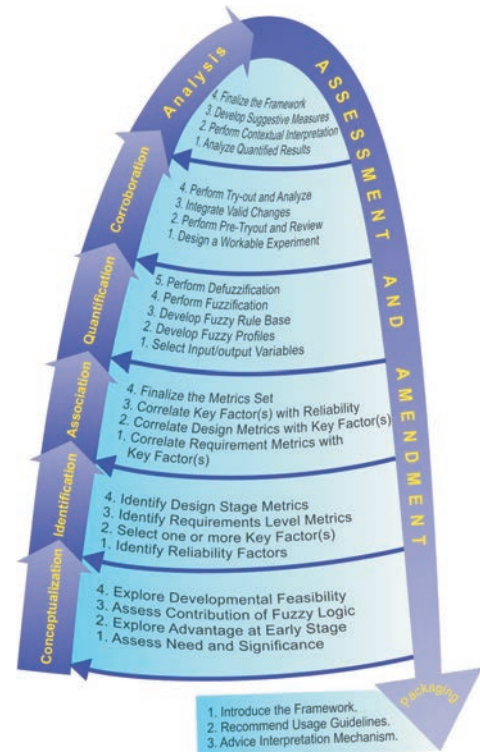 Analysis
4. Finalize the Framework
3. Develop Suggestive Measures
2. Perform Contextual Interpretation
1. Analyze Quantified Results
Corroboration
4. Perform Try-out and Analyze
3. Integrate Valid Changes
2. Perform Pre-Tryout and Review
1. Design a Workable Experiment
Quantification
5. Perform Defuzzification
4. Perform Fuzzification
3. Develop Fuzzy Rule Base
2. Develop Fuzzy Profiles
1. Select Input/output Variables
Association
4. Finalize the Metrics Set
3. Correlate Key Factor(s) with Reliability
2. Correlate Design Metrics with Key Factor(s)
1. Correlate Requirement Metrics with
Key Factor(s)
Identification
4. Identify Design Stage Metrics
3. Identify Requirements Level Metrics
2. Select one or more Key Factor(s)
1. Identify Reliability Factors
Conceptualization
4. Explore Developmental Feasibility
3. Assess Contribution of Fuzzy Logic
2. Explore Advantage at Early Stage
1. Assess Need and Significance
ASSESSMENT AND AMENDMENT
Packaging
1. Introduce the Framework.
2. Recommend Usage Guidelines.
3. Advice Interpretation Mechanism.